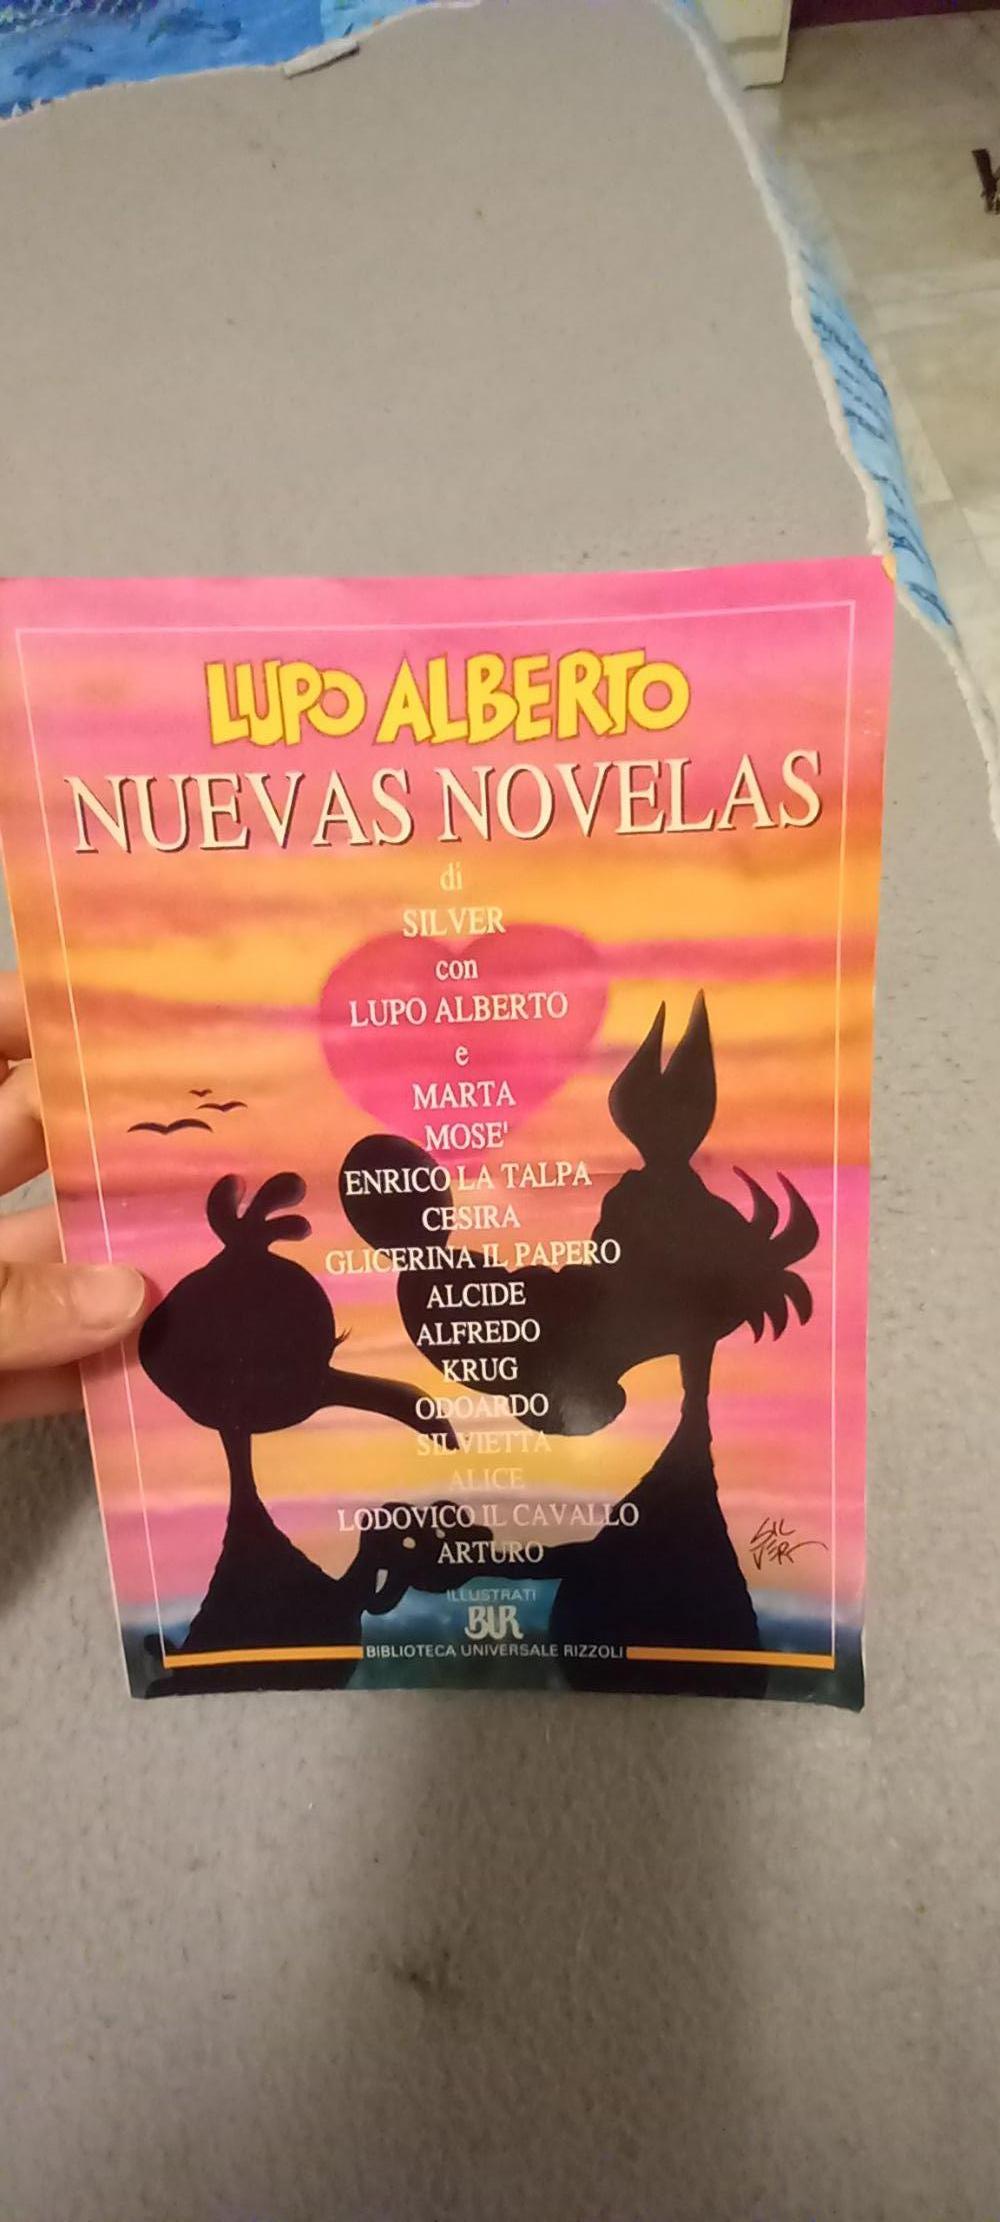 LUPO ALBERTO
NUEVAS NOVELAS
di
SILVER
con
LUPO ALBERTO
e
MARTA
MOSE'
ENRICO LA TALPA
CESIRA
GLICERINA IL PAPERO
ALCIDE
ALFREDO
KRUG
ODOARDO
SILVIETTA
ALICE
LODOVICO IL CAVALLO
ARTURO
SILVER
ILLUSTRATI
BUR
BIBLIOTECA UNIVERSALE RIZZOLI